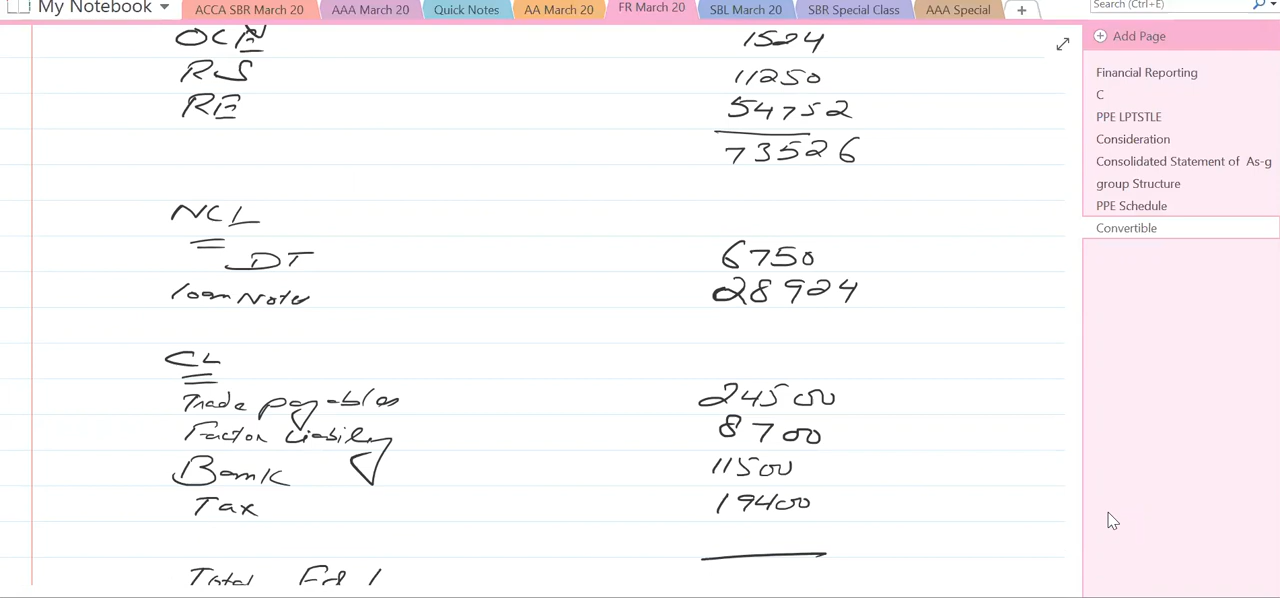 My Notebook
ACCA SBR March 20
AAA March 20
Quick Notes
AA March 20
FR March 20
SBL March 20
SBR Special Class
AAA Special
+
Search (Ctrl+E)
Add Page
Financial Reporting
C
PPE LPTSTLE
Consideration
Consolidated Statement of As-g
group Structure
PPE Schedule
Convertible
1524
RS 11250
RE 54752
73526
NCL
DT 6750
loan Notes 28924
CL
Trade payables 24500
Factor Liability 8700
Bank 11500
Tax 19400
Total